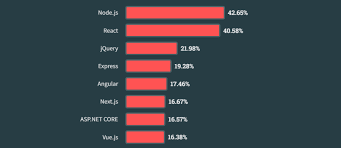 Node.js 42.65%
React 40.58%
jQuery 21.98%
Express 19.28%
Angular 17.46%
Next.js 16.67%
ASP.NET CORE 16.57%
Vue.js 16.38%